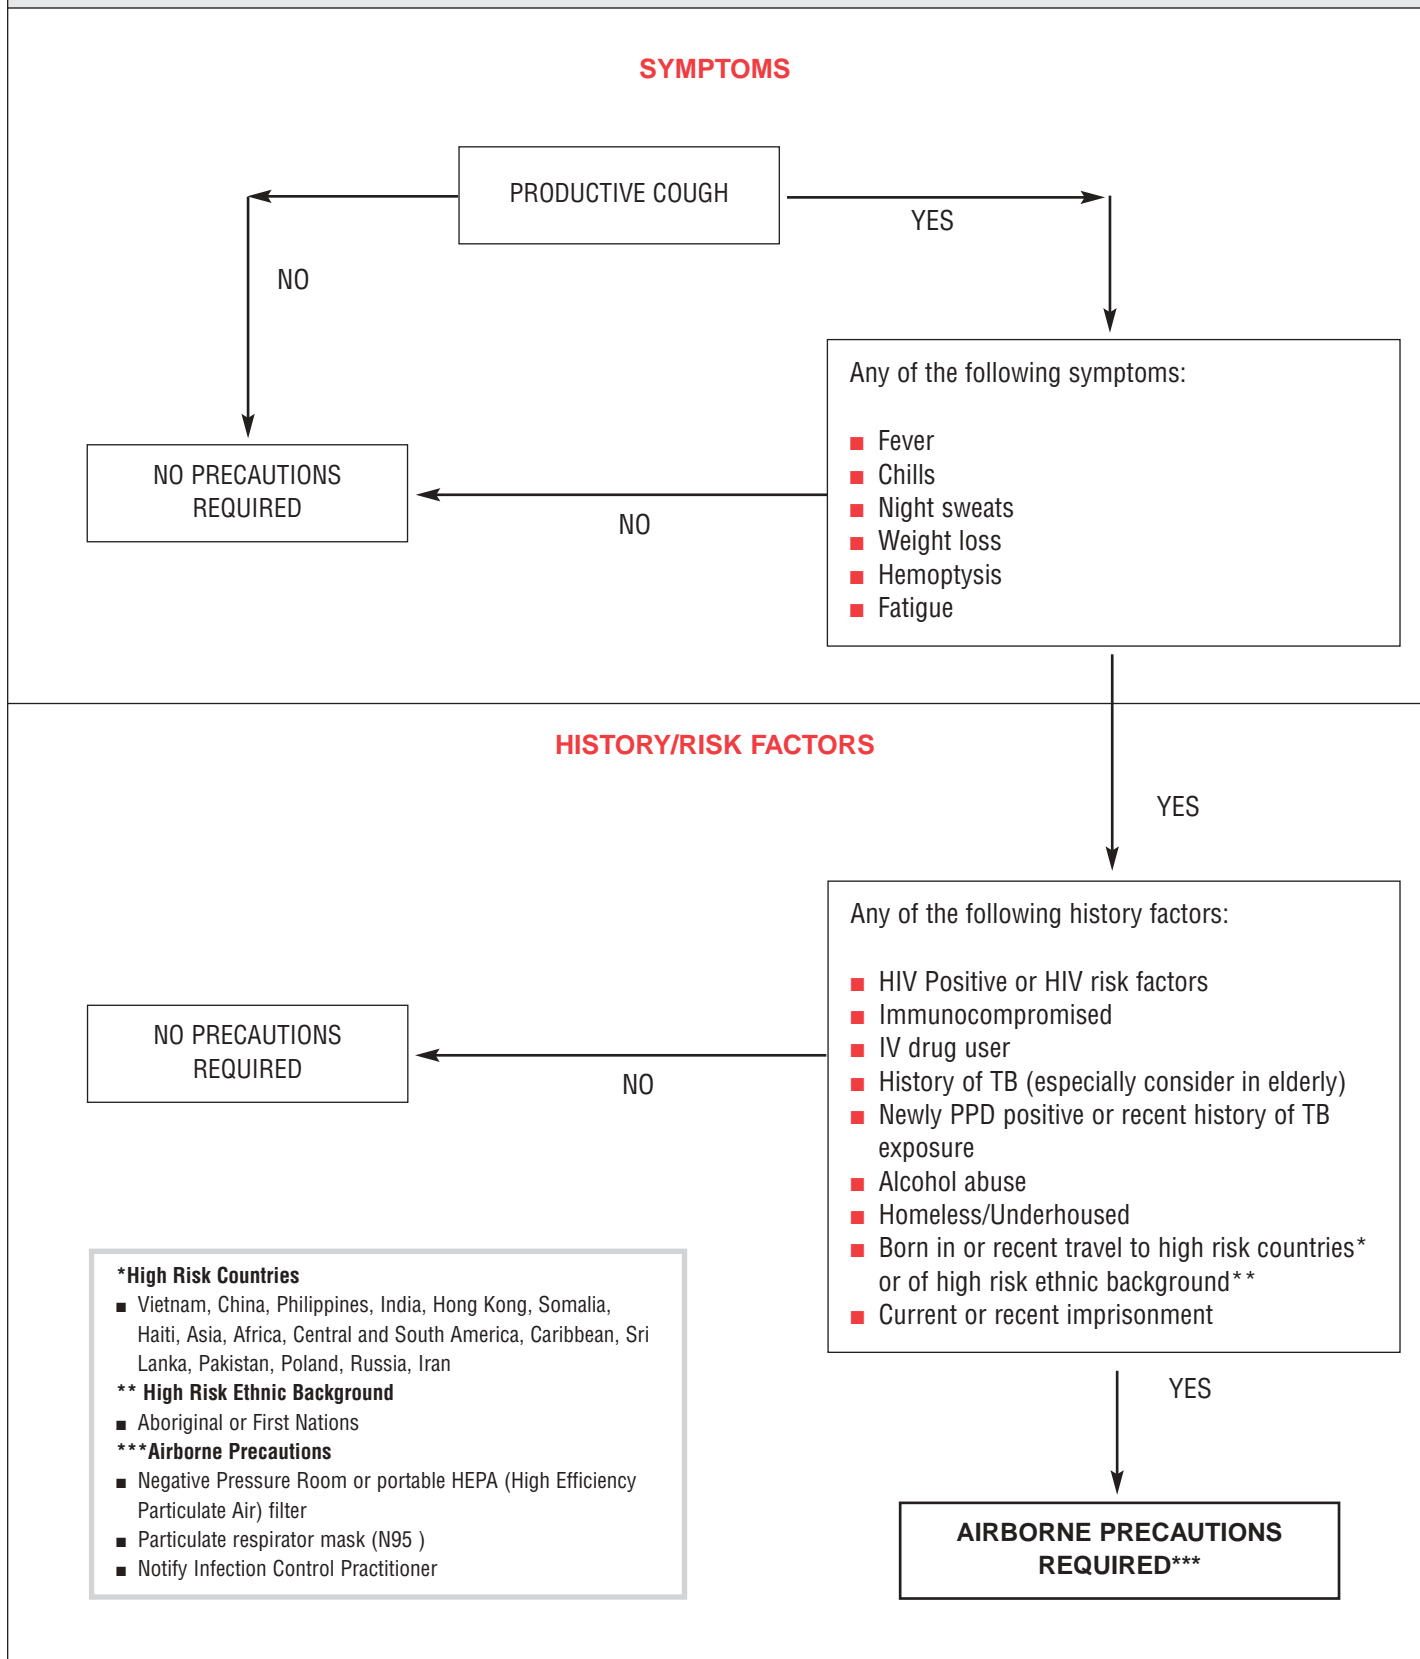 SYMPTOMS
PRODUCTIVE COUGH
YES
NO
Any of the following symptoms:
■ Fever
■ Chills
■ Night sweats
■ Weight loss
■ Hemoptysis
■ Fatigue
NO PRECAUTIONS
REQUIRED
NO
HISTORY/RISK FACTORS
YES
Any of the following history factors:
■ HIV Positive or HIV risk factors
■ Immunocompromised
■ IV drug user
■ History of TB (especially consider in elderly)
■ Newly PPD positive or recent history of TB
exposure
■ Alcohol abuse
■ Homeless/Underhoused
■ Born in or recent travel to high risk countries*
or of high risk ethnic background**
■ Current or recent imprisonment
NO PRECAUTIONS
REQUIRED
NO
*High Risk Countries
■ Vietnam, China, Philippines, India, Hong Kong, Somalia,
Haiti, Asia, Africa, Central and South America, Caribbean, Sri
Lanka, Pakistan, Poland, Russia, Iran
** High Risk Ethnic Background
■ Aboriginal or First Nations
***Airborne Precautions
■ Negative Pressure Room or portable HEPA (High Efficiency
Particulate Air) filter
■ Particulate respirator mask (N95 )
■ Notify Infection Control Practitioner
YES
AIRBORNE PRECAUTIONS
REQUIRED***